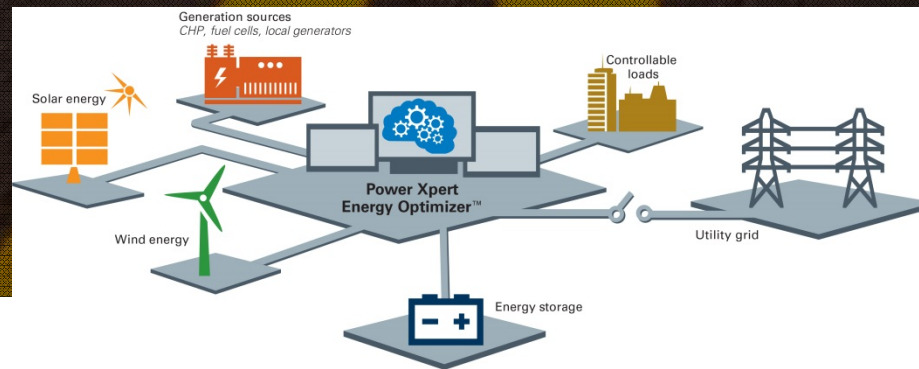 Generation sources
CHP, fuel cells, local generators
Solar energy
Controllable
loads
Power Xpert
Energy Optimizer™
Wind energy
Utility grid
Energy storage